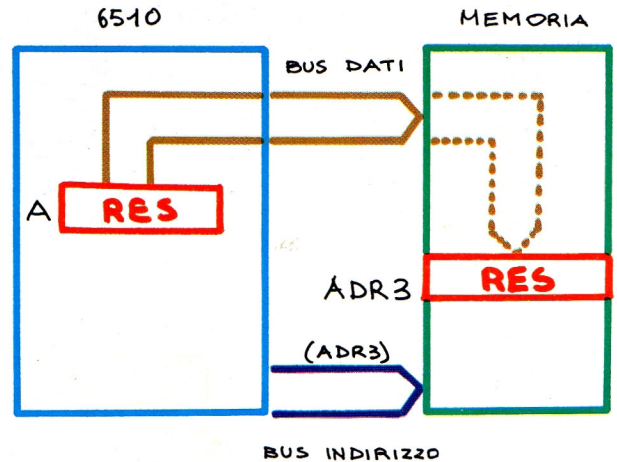 6510
MEMORIA
BUS DATI
A
RES
ADR3
RES
(ADR3)
BUS INDIRIZZO